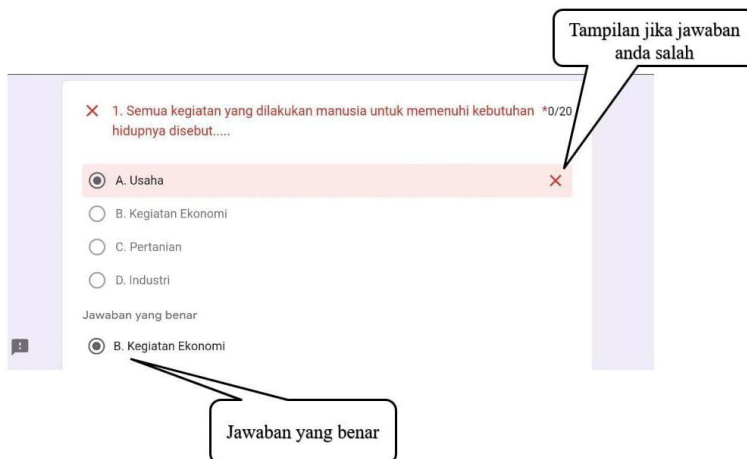 Tampilan jika jawaban
anda salah
1. Semua kegiatan yang dilakukan manusia untuk memenuhi kebutuhan *0/20
hidupnya disebut.....
A. Usaha
B. Kegiatan Ekonomi
C. Pertanian
D. Industri
Jawaban yang benar
B. Kegiatan Ekonomi
Jawaban yang benar